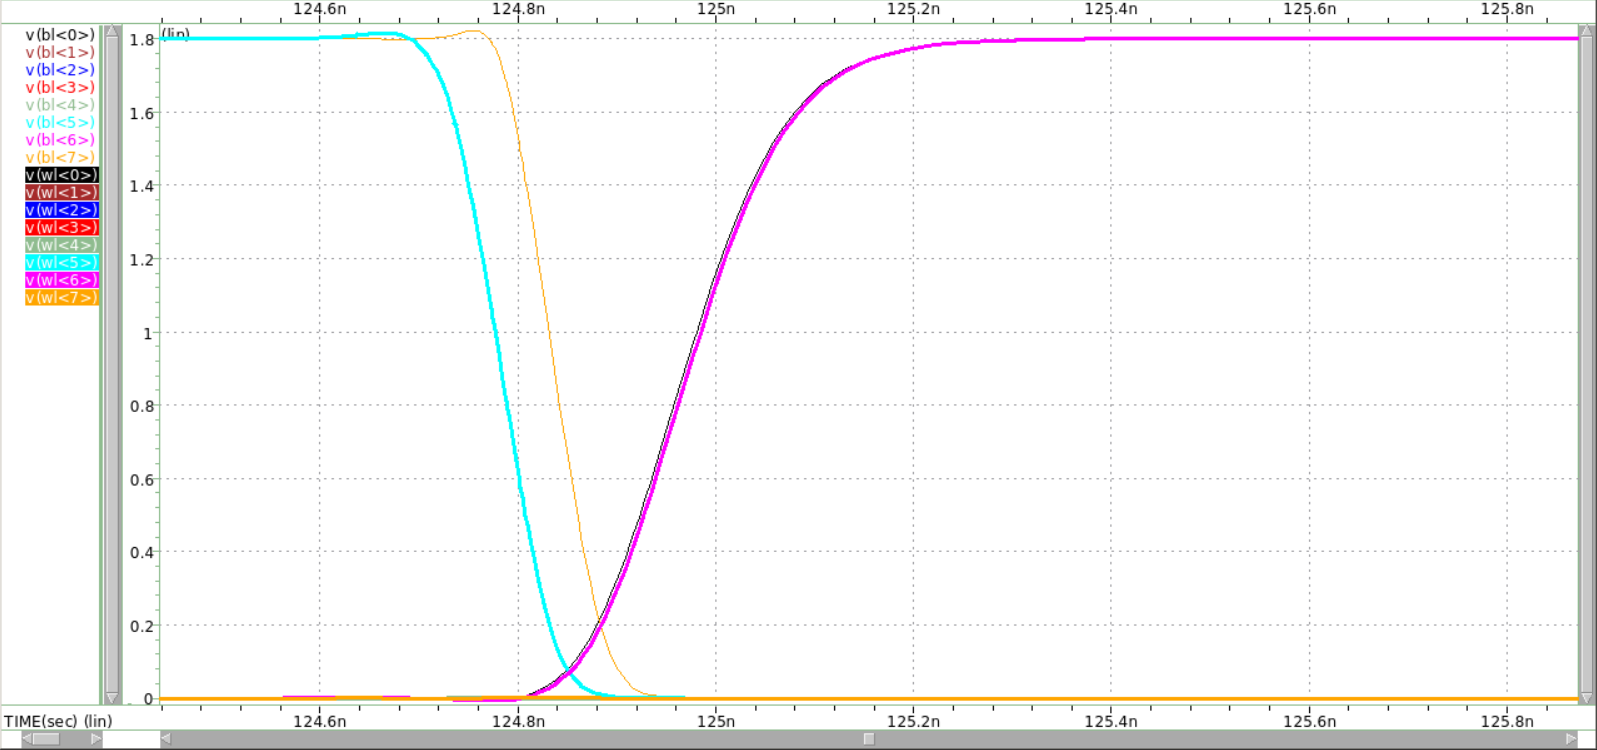 124.6n 124.8n 125n 125.2n 125.4n 125.6n 125.8n
v(bl<0>)
v(bl<1>)
v(bl<2>)
v(bl<3>)
v(bl<4>)
v(bl<5>)
v(bl<6>)
v(bl<7>)
v(wl<0>)
v(wl<1>)
v(wl<2>)
v(wl<3>)
v(wl<4>)
v(wl<5>)
v(wl<6>)
v(wl<7>)
(lin)
1.8
1.6
1.4
1.2
1
0.8
0.6
0.4
0.2
0
TIME(sec) (lin) 124.6n 124.8n 125n 125.2n 125.4n 125.6n 125.8n